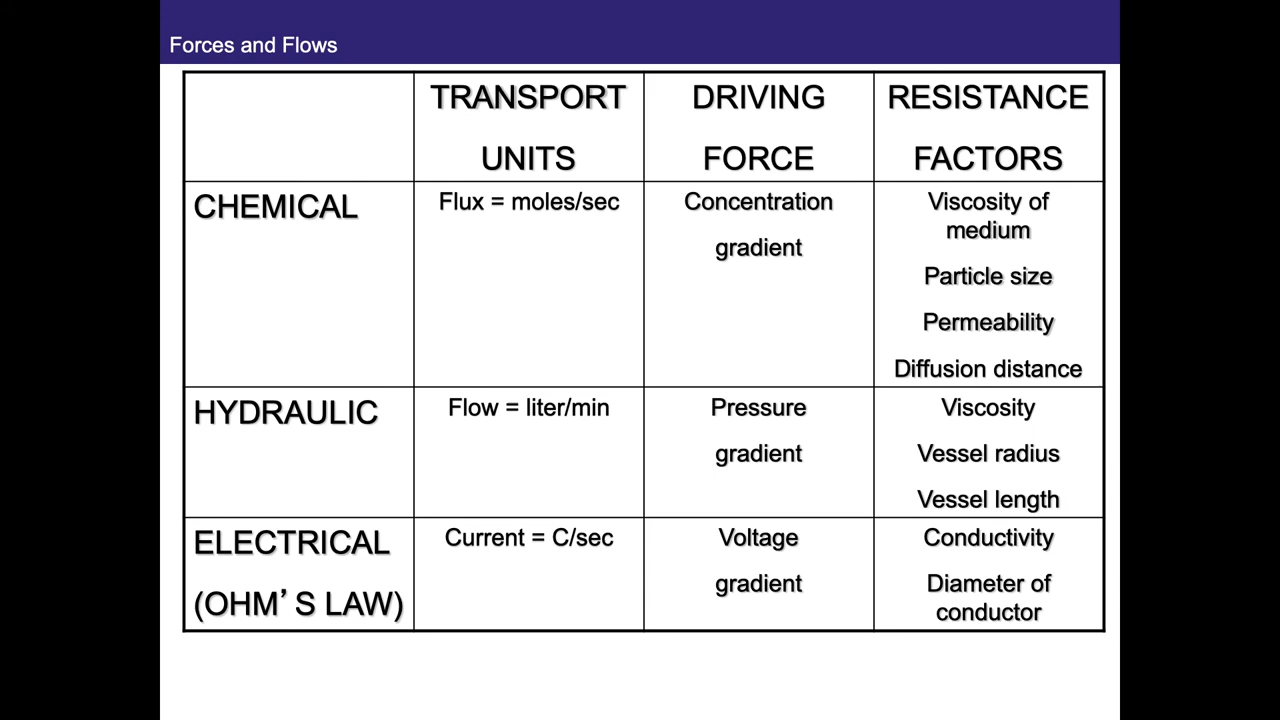 Forces and Flows
TRANSPORT
UNITS
DRIVING
FORCE
RESISTANCE
FACTORS
CHEMICAL
Flux = moles/sec
Concentration
gradient
Viscosity of
medium
Particle size
Permeability
Diffusion distance
HYDRAULIC
Flow = liter/min
Pressure
gradient
Viscosity
Vessel radius
Vessel length
ELECTRICAL
(OHM’S LAW)
Current = C/sec
Voltage
gradient
Conductivity
Diameter of
conductor